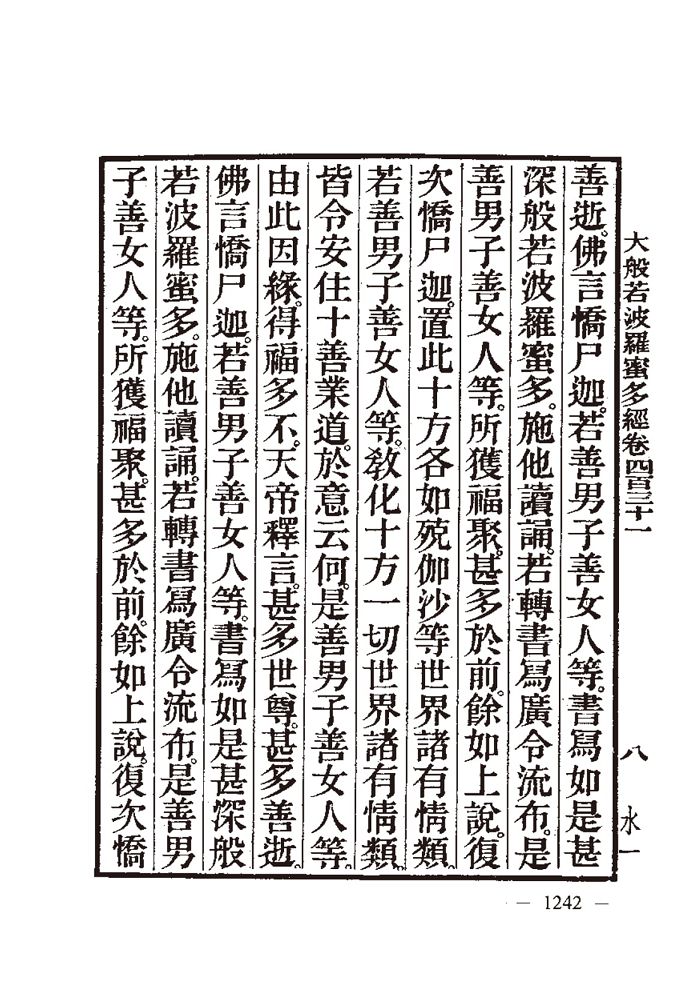 大般若波羅蜜多經卷四百三十一 八 水一
善逝。佛言憍尸迦。若善男子善女人等。書寫如是甚
深般若波羅蜜多。施他讀誦。若轉書寫廣令流布。是
善男子善女人等。所獲福聚。甚多於前。餘如上說。復
次憍尸迦。置此十方各如殑伽沙等世界諸有情類。
若善男子善女人等。教化十方一切世界諸有情類。
皆令安住十善業道。於意云何。是善男子善女人等。
由此因緣。得福多不。天帝釋言。甚多世尊。甚多善逝。
佛言憍尸迦。若善男子善女人等。書寫如是甚深般
若波羅蜜多。施他讀誦。若轉書寫廣令流布。是善男
子善女人等。所獲福聚。甚多於前。餘如上說。復次憍
— 1242 —